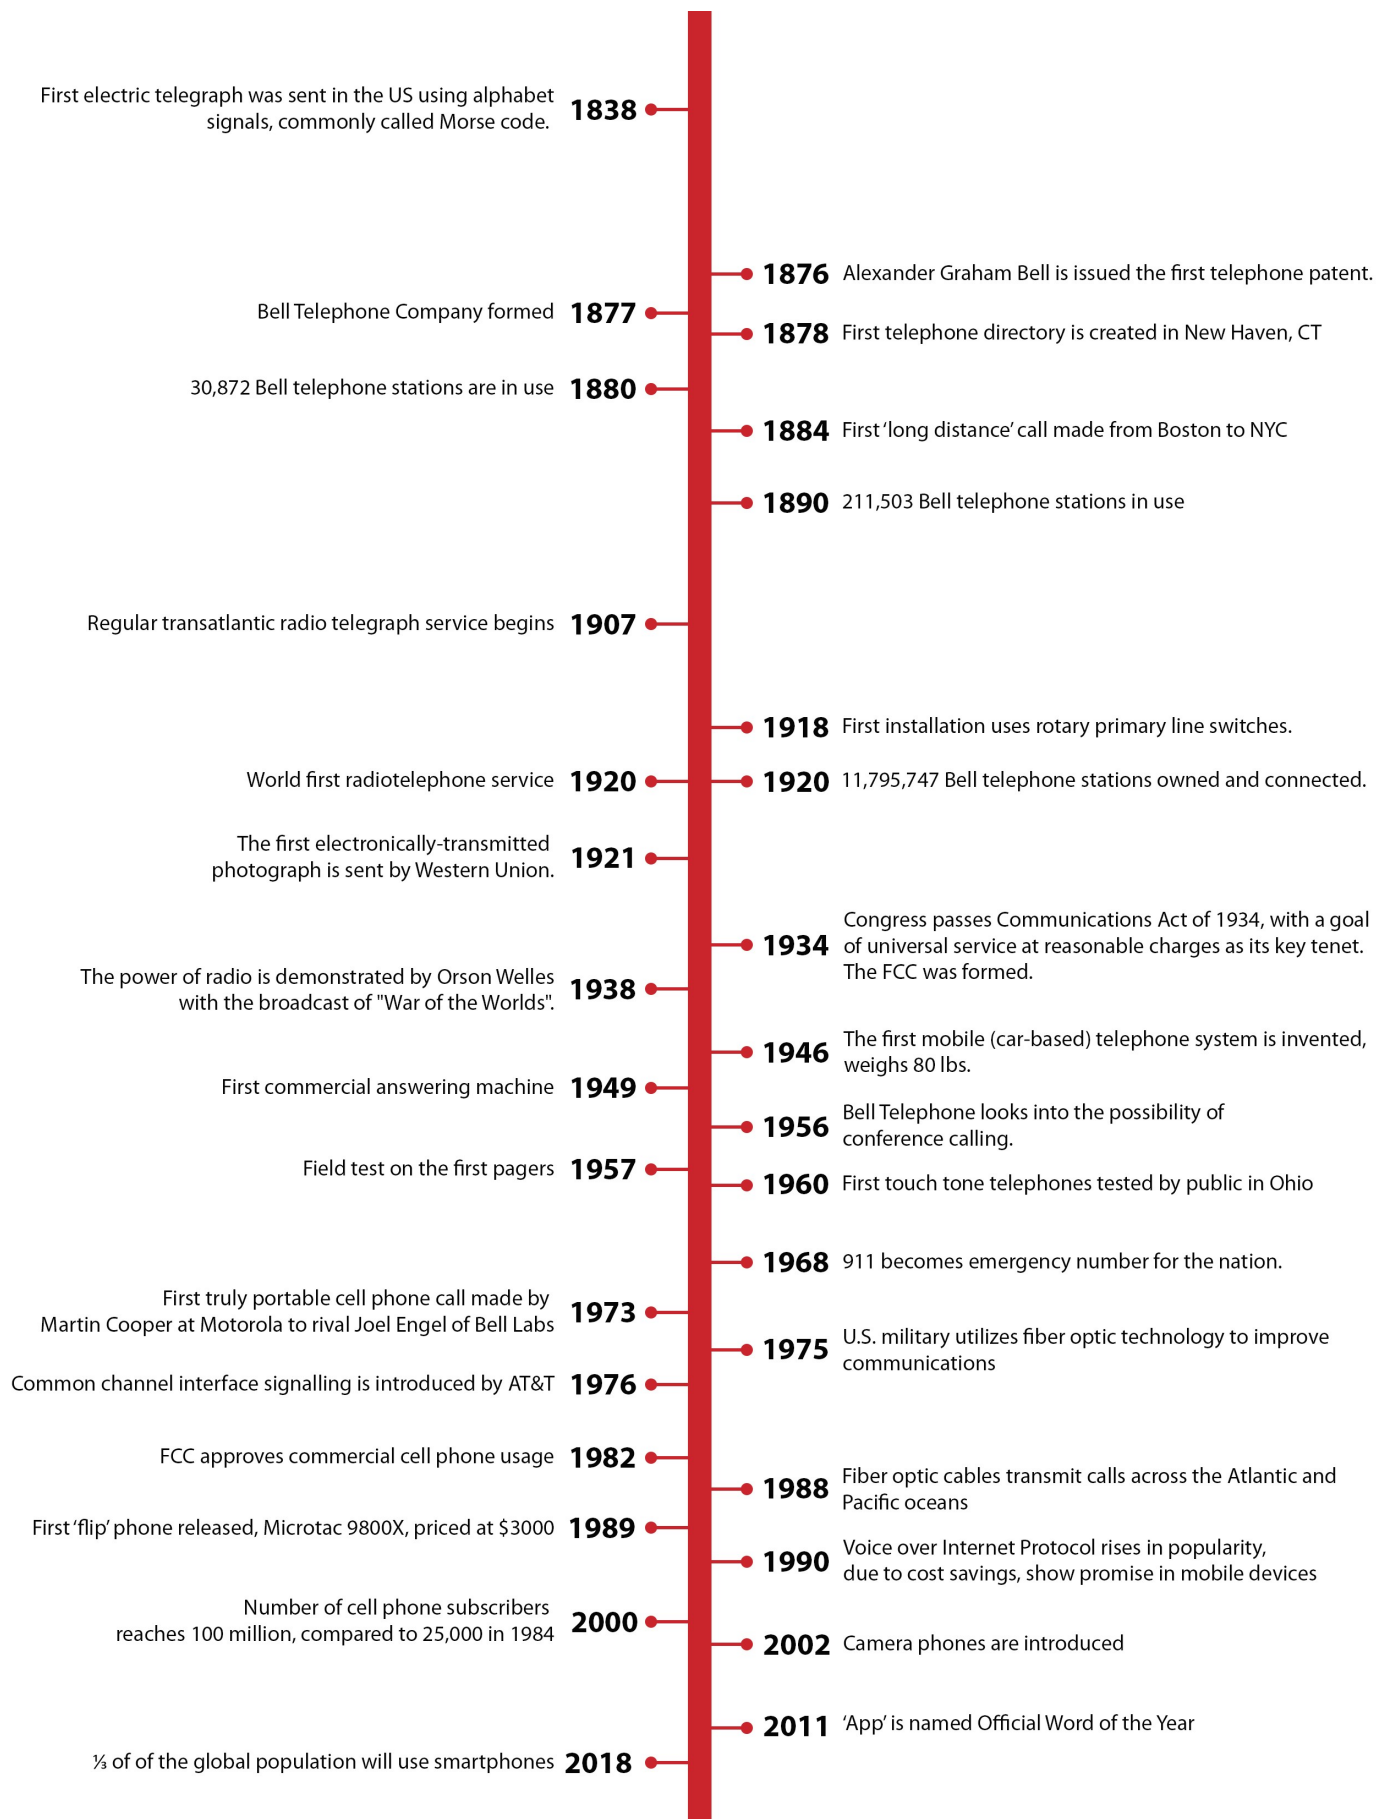 First electric telegraph was sent in the US using alphabet
signals, commonly called Morse code.
1838
1876 Alexander Graham Bell is issued the first telephone patent.
Bell Telephone Company formed 1877
1878 First telephone directory is created in New Haven, CT
30,872 Bell telephone stations are in use 1880
1884 First ‘long distance’ call made from Boston to NYC
1890 211,503 Bell telephone stations in use
Regular transatlantic radio telegraph service begins 1907
1918 First installation uses rotary primary line switches.
World first radiotelephone service 1920
1920 11,795,747 Bell telephone stations owned and connected.
The first electronically-transmitted
photograph is sent by Western Union.
1921
1934
Congress passes Communications Act of 1934, with a goal
of universal service at reasonable charges as its key tenet.
The FCC was formed.
The power of radio is demonstrated by Orson Welles
with the broadcast of "War of the Worlds".
1938
1946
The first mobile (car-based) telephone system is invented,
weighs 80 lbs.
First commercial answering machine 1949
1956
Bell Telephone looks into the possibility of
conference calling.
Field test on the first pagers 1957
1960 First touch tone telephones tested by public in Ohio
1968 911 becomes emergency number for the nation.
First truly portable cell phone call made by
Martin Cooper at Motorola to rival Joel Engel of Bell Labs
1973
1975
U.S. military utilizes fiber optic technology to improve
communications
Common channel interface signalling is introduced by AT&T 1976
FCC approves commercial cell phone usage 1982
1988
Fiber optic cables transmit calls across the Atlantic and
Pacific oceans
First ‘flip’ phone released, Microtac 9800X, priced at $3000 1989
1990
Voice over Internet Protocol rises in popularity,
due to cost savings, show promise in mobile devices
Number of cell phone subscribers
reaches 100 million, compared to 25,000 in 1984
2000
2002 Camera phones are introduced
2011 ‘App’ is named Official Word of the Year
⅓ of of the global population will use smartphones 2018